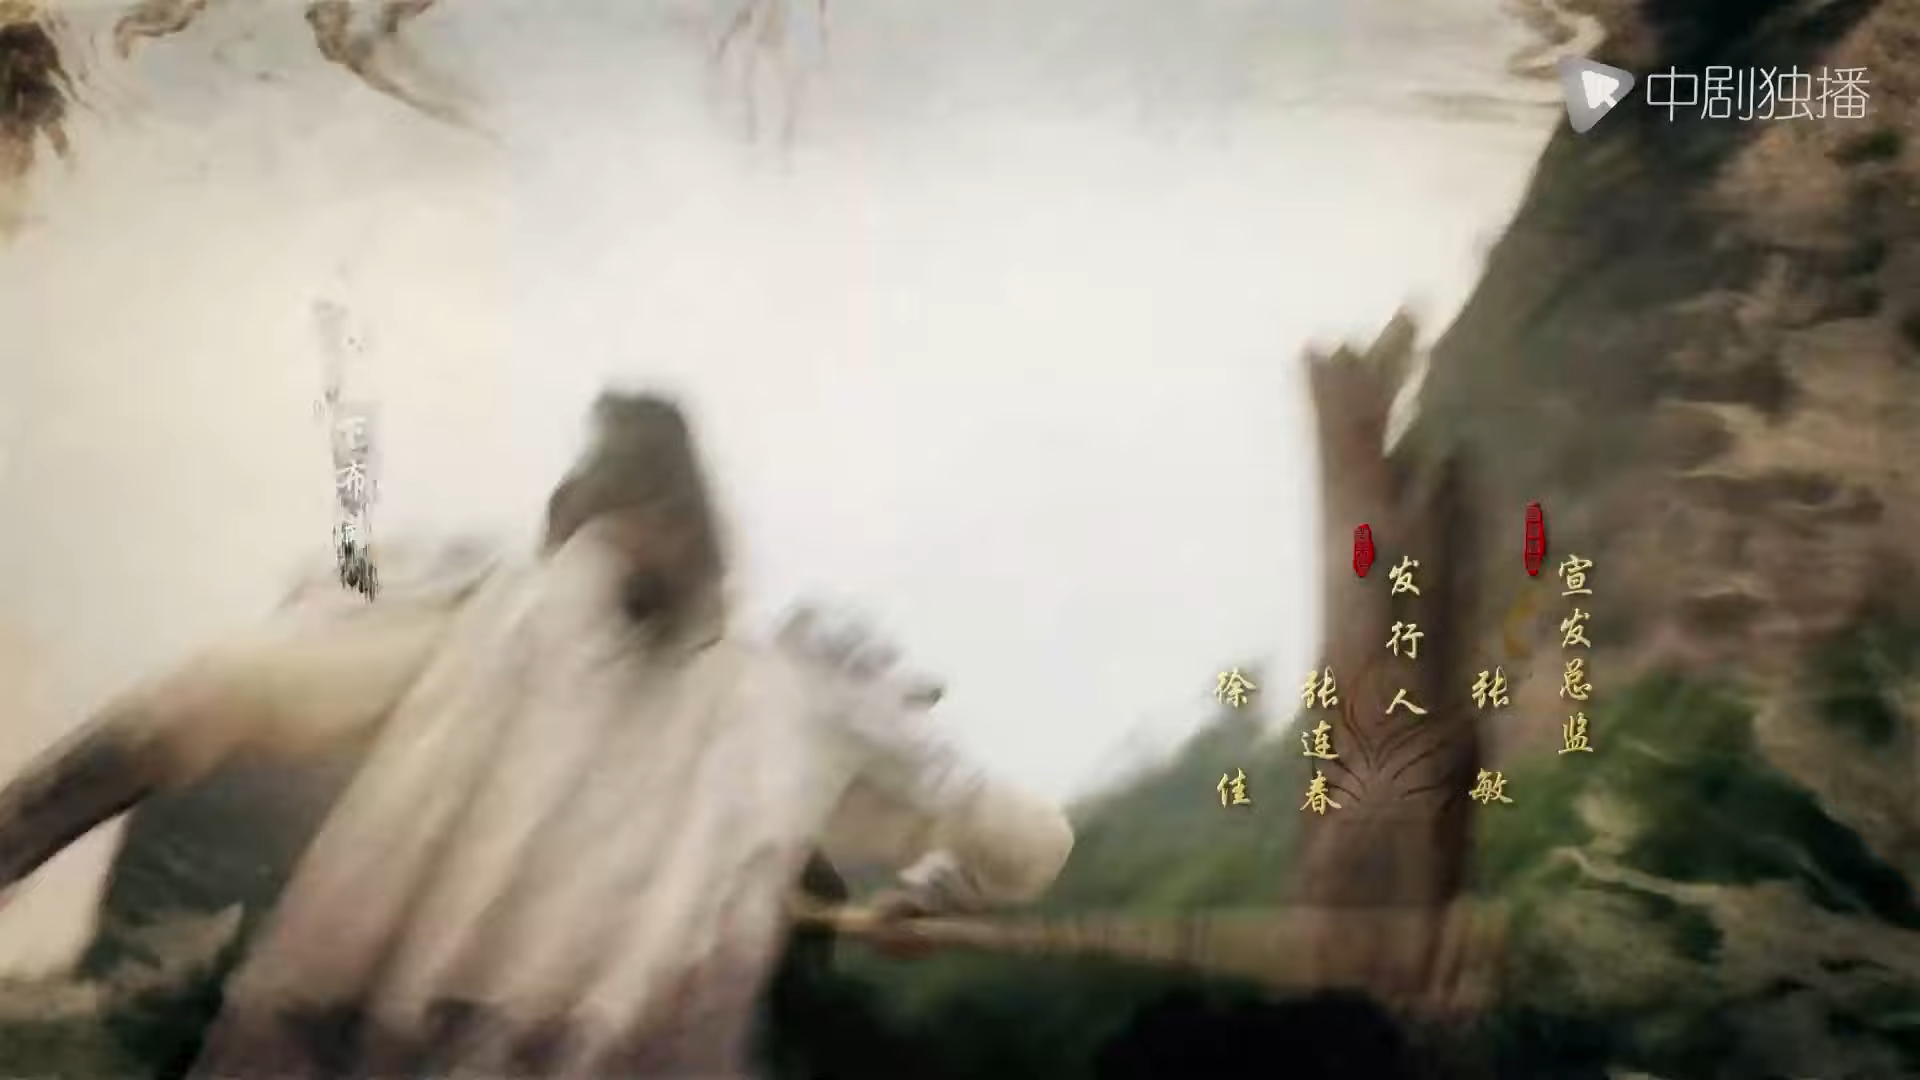 中剧独播
宣发总监
张敏
发行人
张连春
徐佳